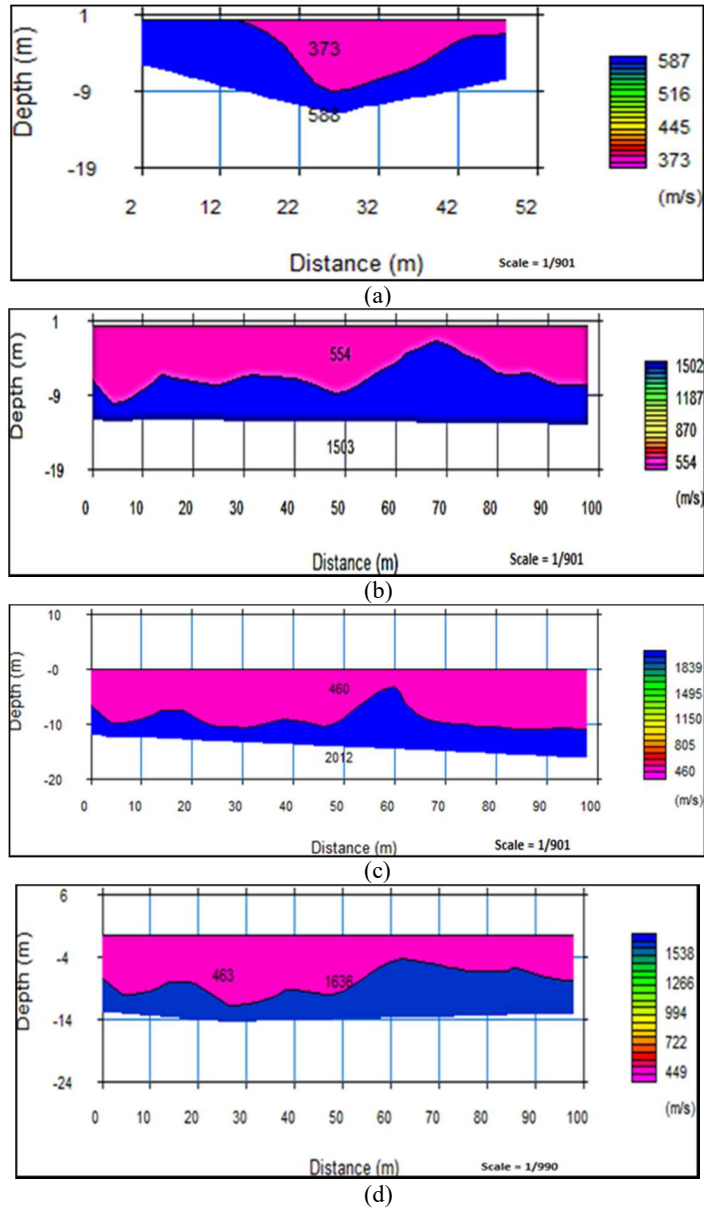 1
373
-9
588
-19
2 12 22 32 42 52
Depth (m)
Distance (m)
Scale = 1/901
587
516
445
373
(m/s)
(a)
1
554
-9
1503
-19
0 10 20 30 40 50 60 70 80 90 100
Depth (m)
Distance (m)
Scale = 1/901
1502
1187
870
554
(m/s)
(b)
10
-0
460
-10
2012
-20
0 10 20 30 40 50 60 70 80 90 100
Depth (m)
Distance (m)
Scale = 1/901
1839
1495
1150
805
460
(m/s)
(c)
6
-4
463 1636
-14
-24
0 10 20 30 40 50 60 70 80 90 100
Depth (m)
Distance (m)
Scale = 1/990
1538
1266
994
722
449
(m/s)
(d)